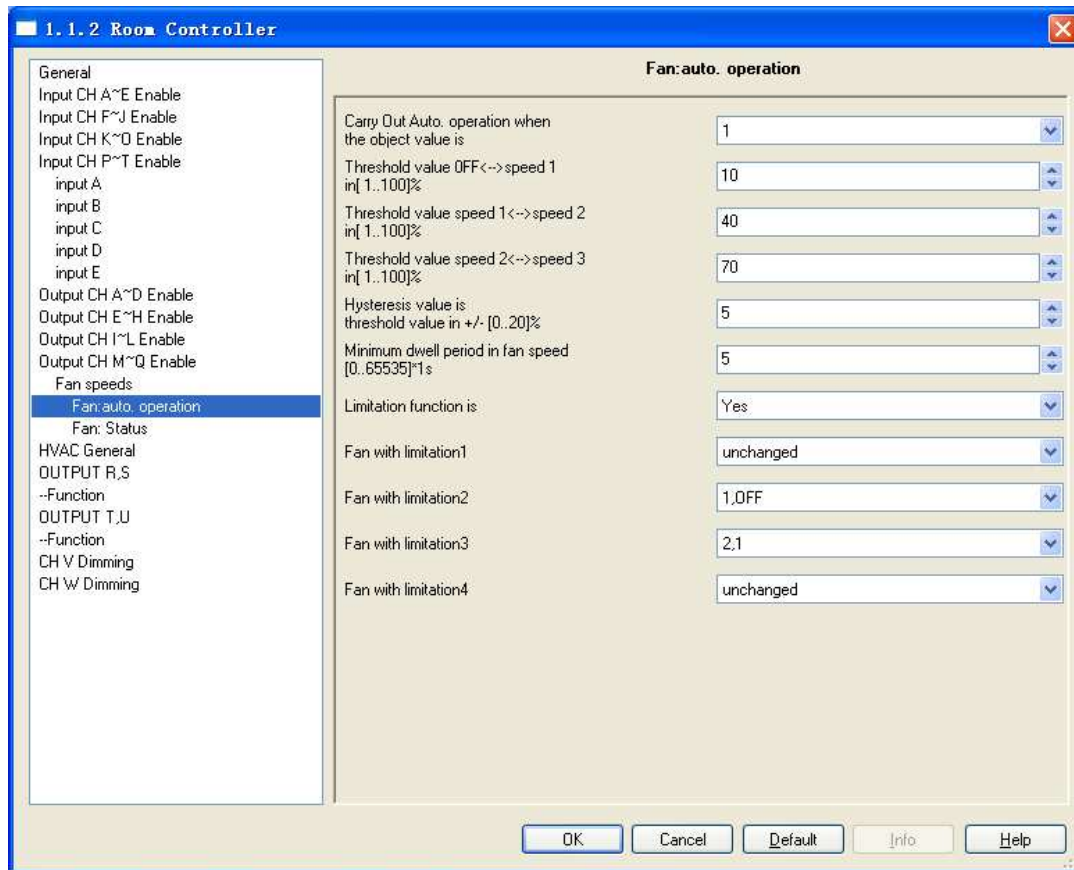 1.1.2 Room Controller
General
Input CH A~E Enable
Input CH F~J Enable
Input CH K~O Enable
Input CH P~T Enable
input A
input B
input C
input D
input E
Output CH A~D Enable
Output CH E~H Enable
Output CH I~L Enable
Output CH M~Q Enable
Fan speeds
Fan:auto. operation
Fan: Status
HVAC General
OUTPUT R,S
--Function
OUTPUT T,U
--Function
CH V Dimming
CH W Dimming
Fan:auto. operation
Carry Out Auto. operation when
the object value is
1
Threshold value OFF<-->speed 1
in[ 1..100]%
10
Threshold value speed 1<-->speed 2
in[ 1..100]%
40
Threshold value speed 2<-->speed 3
in[ 1..100]%
70
Hysteresis value is
threshold value in +/- [0..20]%
5
Minimum dwell period in fan speed
[0..65535]*1s
5
Limitation function is
Yes
Fan with limitation1
unchanged
Fan with limitation2
1,OFF
Fan with limitation3
2,1
Fan with limitation4
unchanged
OK
Cancel
Default
Info
Help